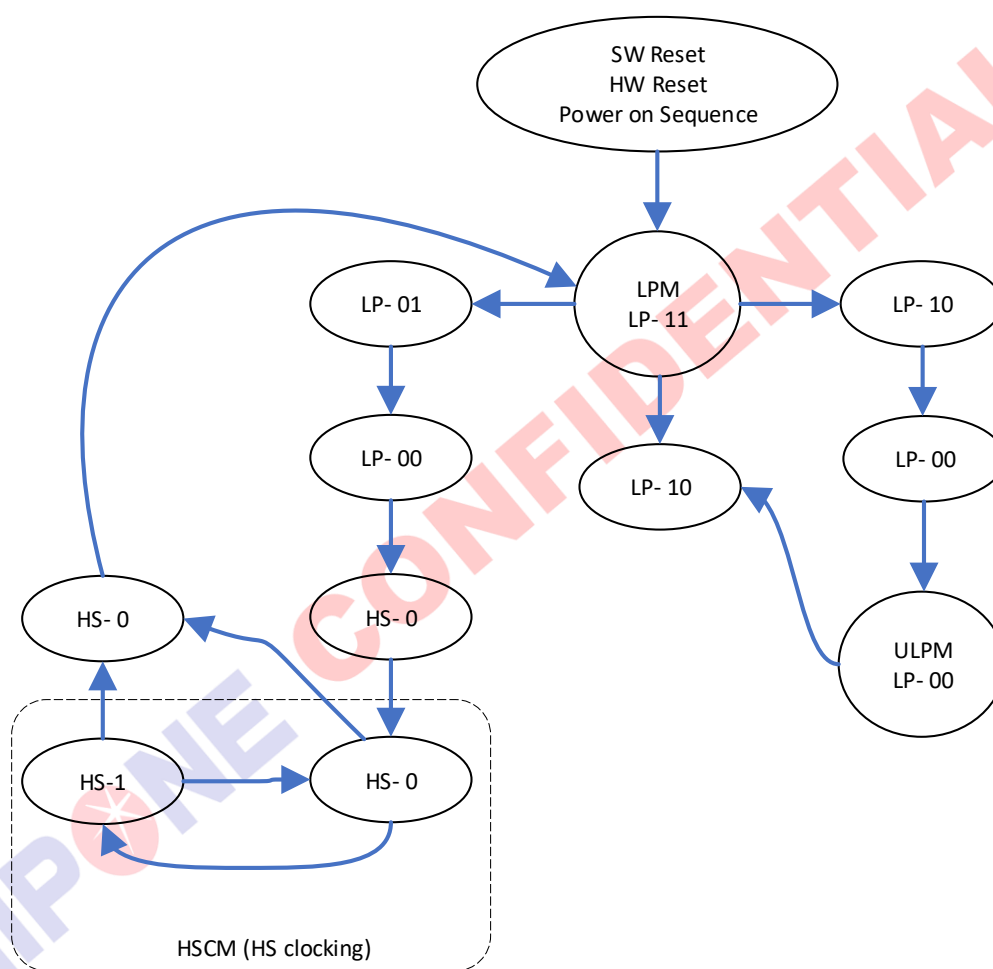 SW Reset
HW Reset
Power on Sequence
LP- 01
LPM
LP- 11
LP- 10
LP- 00
LP- 10
LP- 00
HS- 0
HS- 0
ULPM
LP- 00
HS-1
HS- 0
HSCM (HS clocking)
CONFIDENTIAL